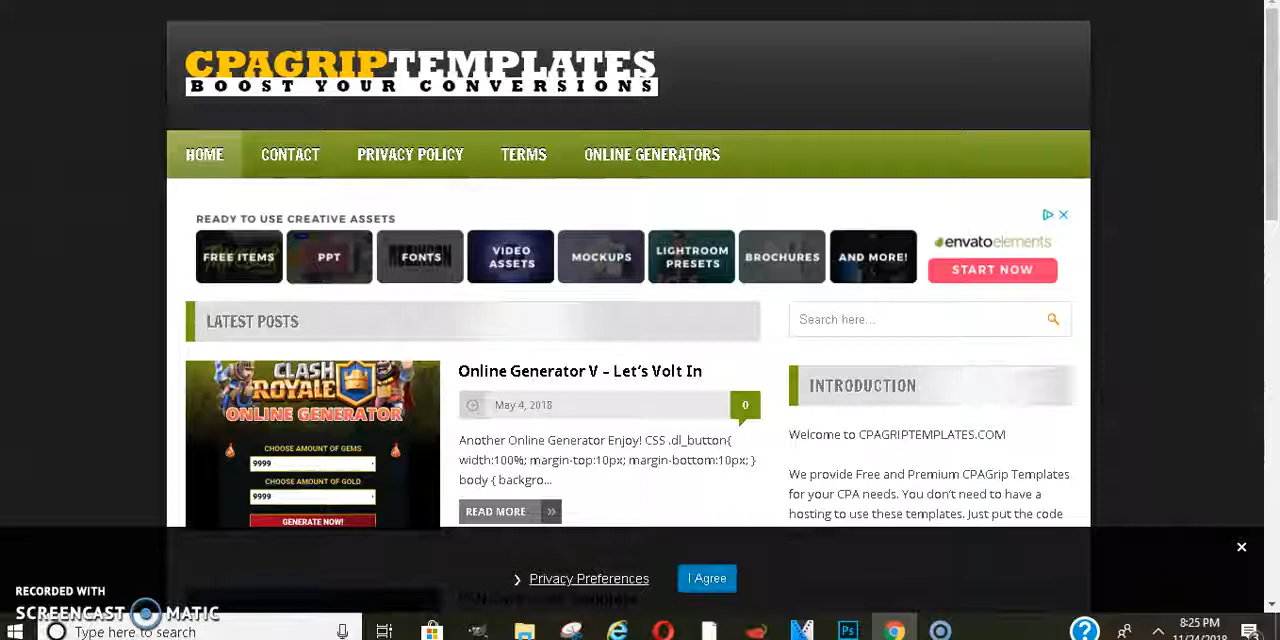 CPAGRIPTEMPLATES
BOOST YOUR CONVERSIONS
HOME CONTACT PRIVACY POLICY TERMS ONLINE GENERATORS
READY TO USE CREATIVE ASSETS
FREE ITEMS PPT FONTS VIDEO ASSETS MOCKUPS LIGHTROOM PRESETS BROCHURES AND MORE! envatoelements
START NOW
LATEST POSTS
Search here...
CLASH ROYALE
ONLINE GENERATOR
CHOOSE AMOUNT OF GEMS
9999
CHOOSE AMOUNT OF GOLD
9999
GENERATE NOW!
Online Generator V – Let's Volt In
May 4, 2018 0
Another Online Generator Enjoy! CSS .dl_button{
width:100%; margin-top:10px; margin-bottom:10px; }
body { backgro...
READ MORE »
INTRODUCTION
Welcome to CPAGRIPTEMPLATES.COM
We provide Free and Premium CPAGrip Templates
for your CPA needs. You don't need to have a
hosting to use these templates. Just put the code
Privacy Preferences I Agree
RECORDED WITH
SCREENCAST MATIC
Type here to search
8:25 PM
11/24/2018